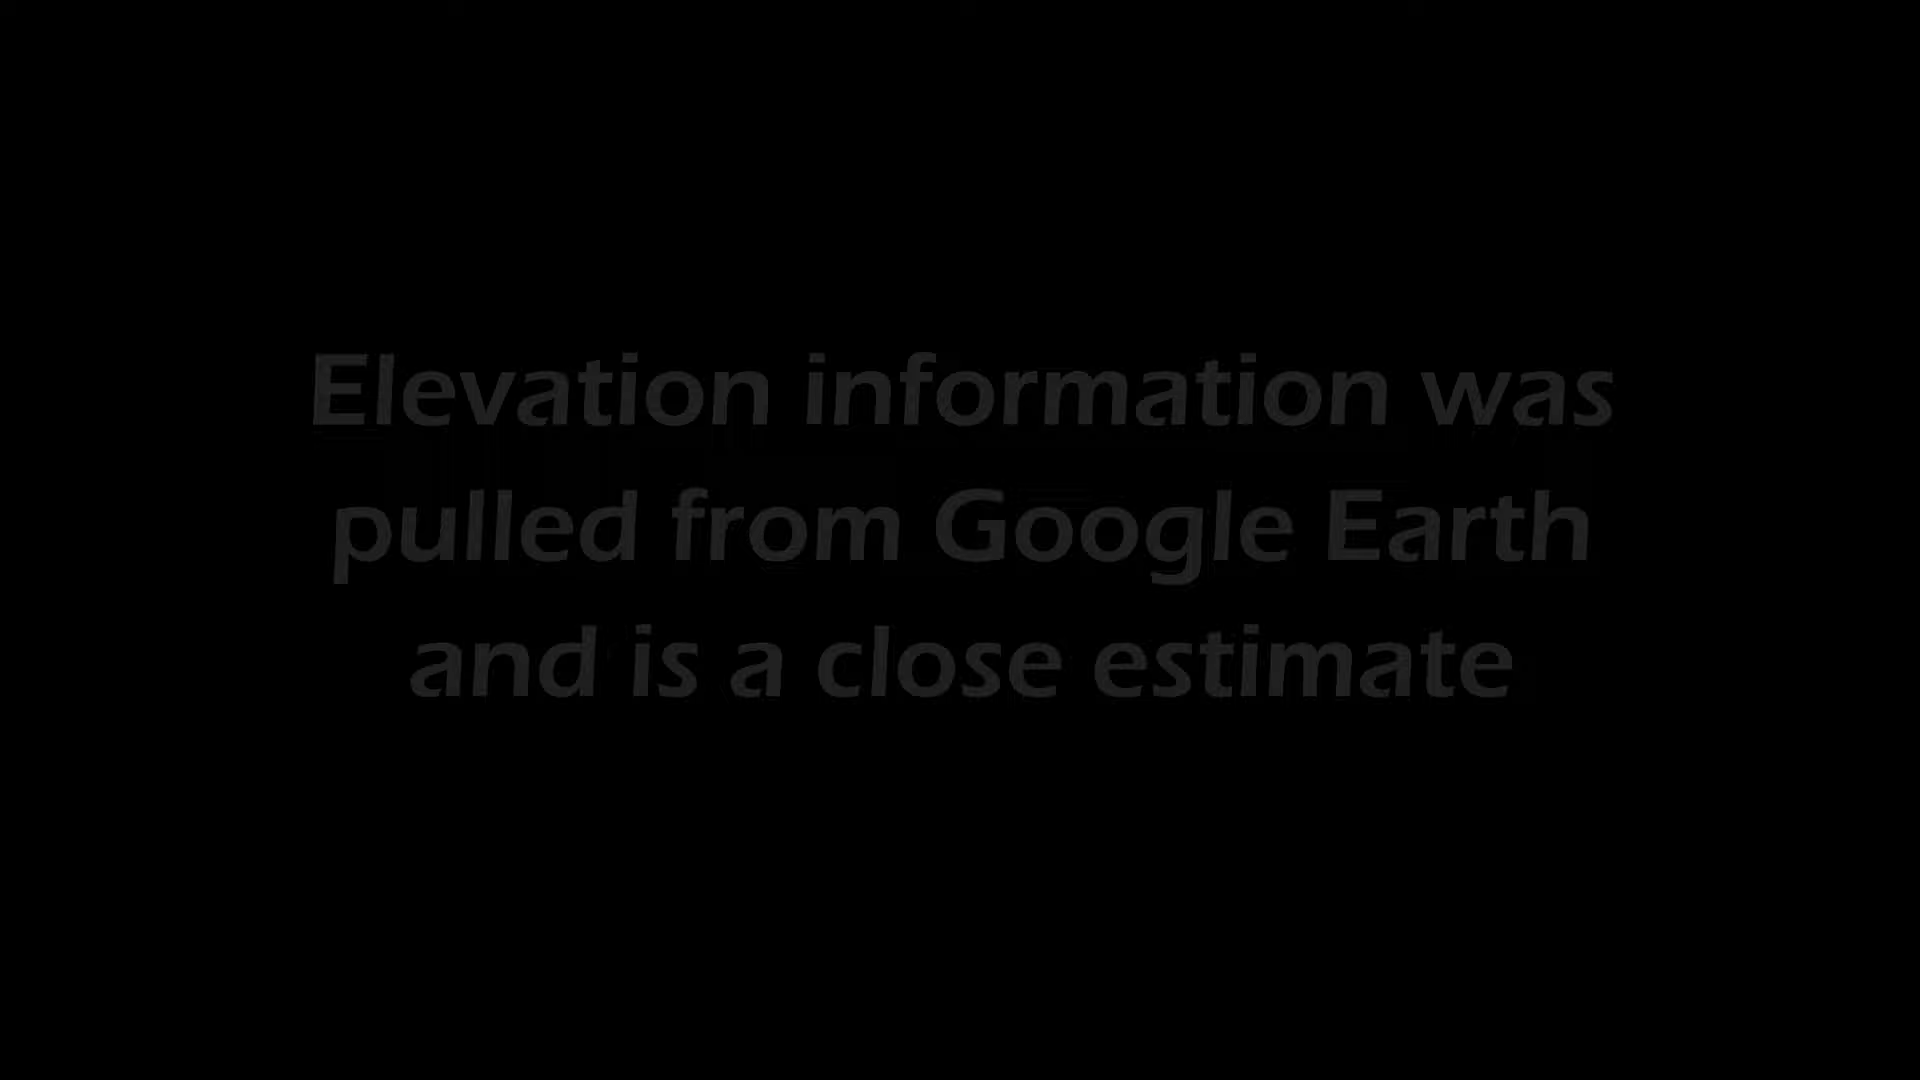 Elevation information was
pulled from Google Earth
and is a close estimate